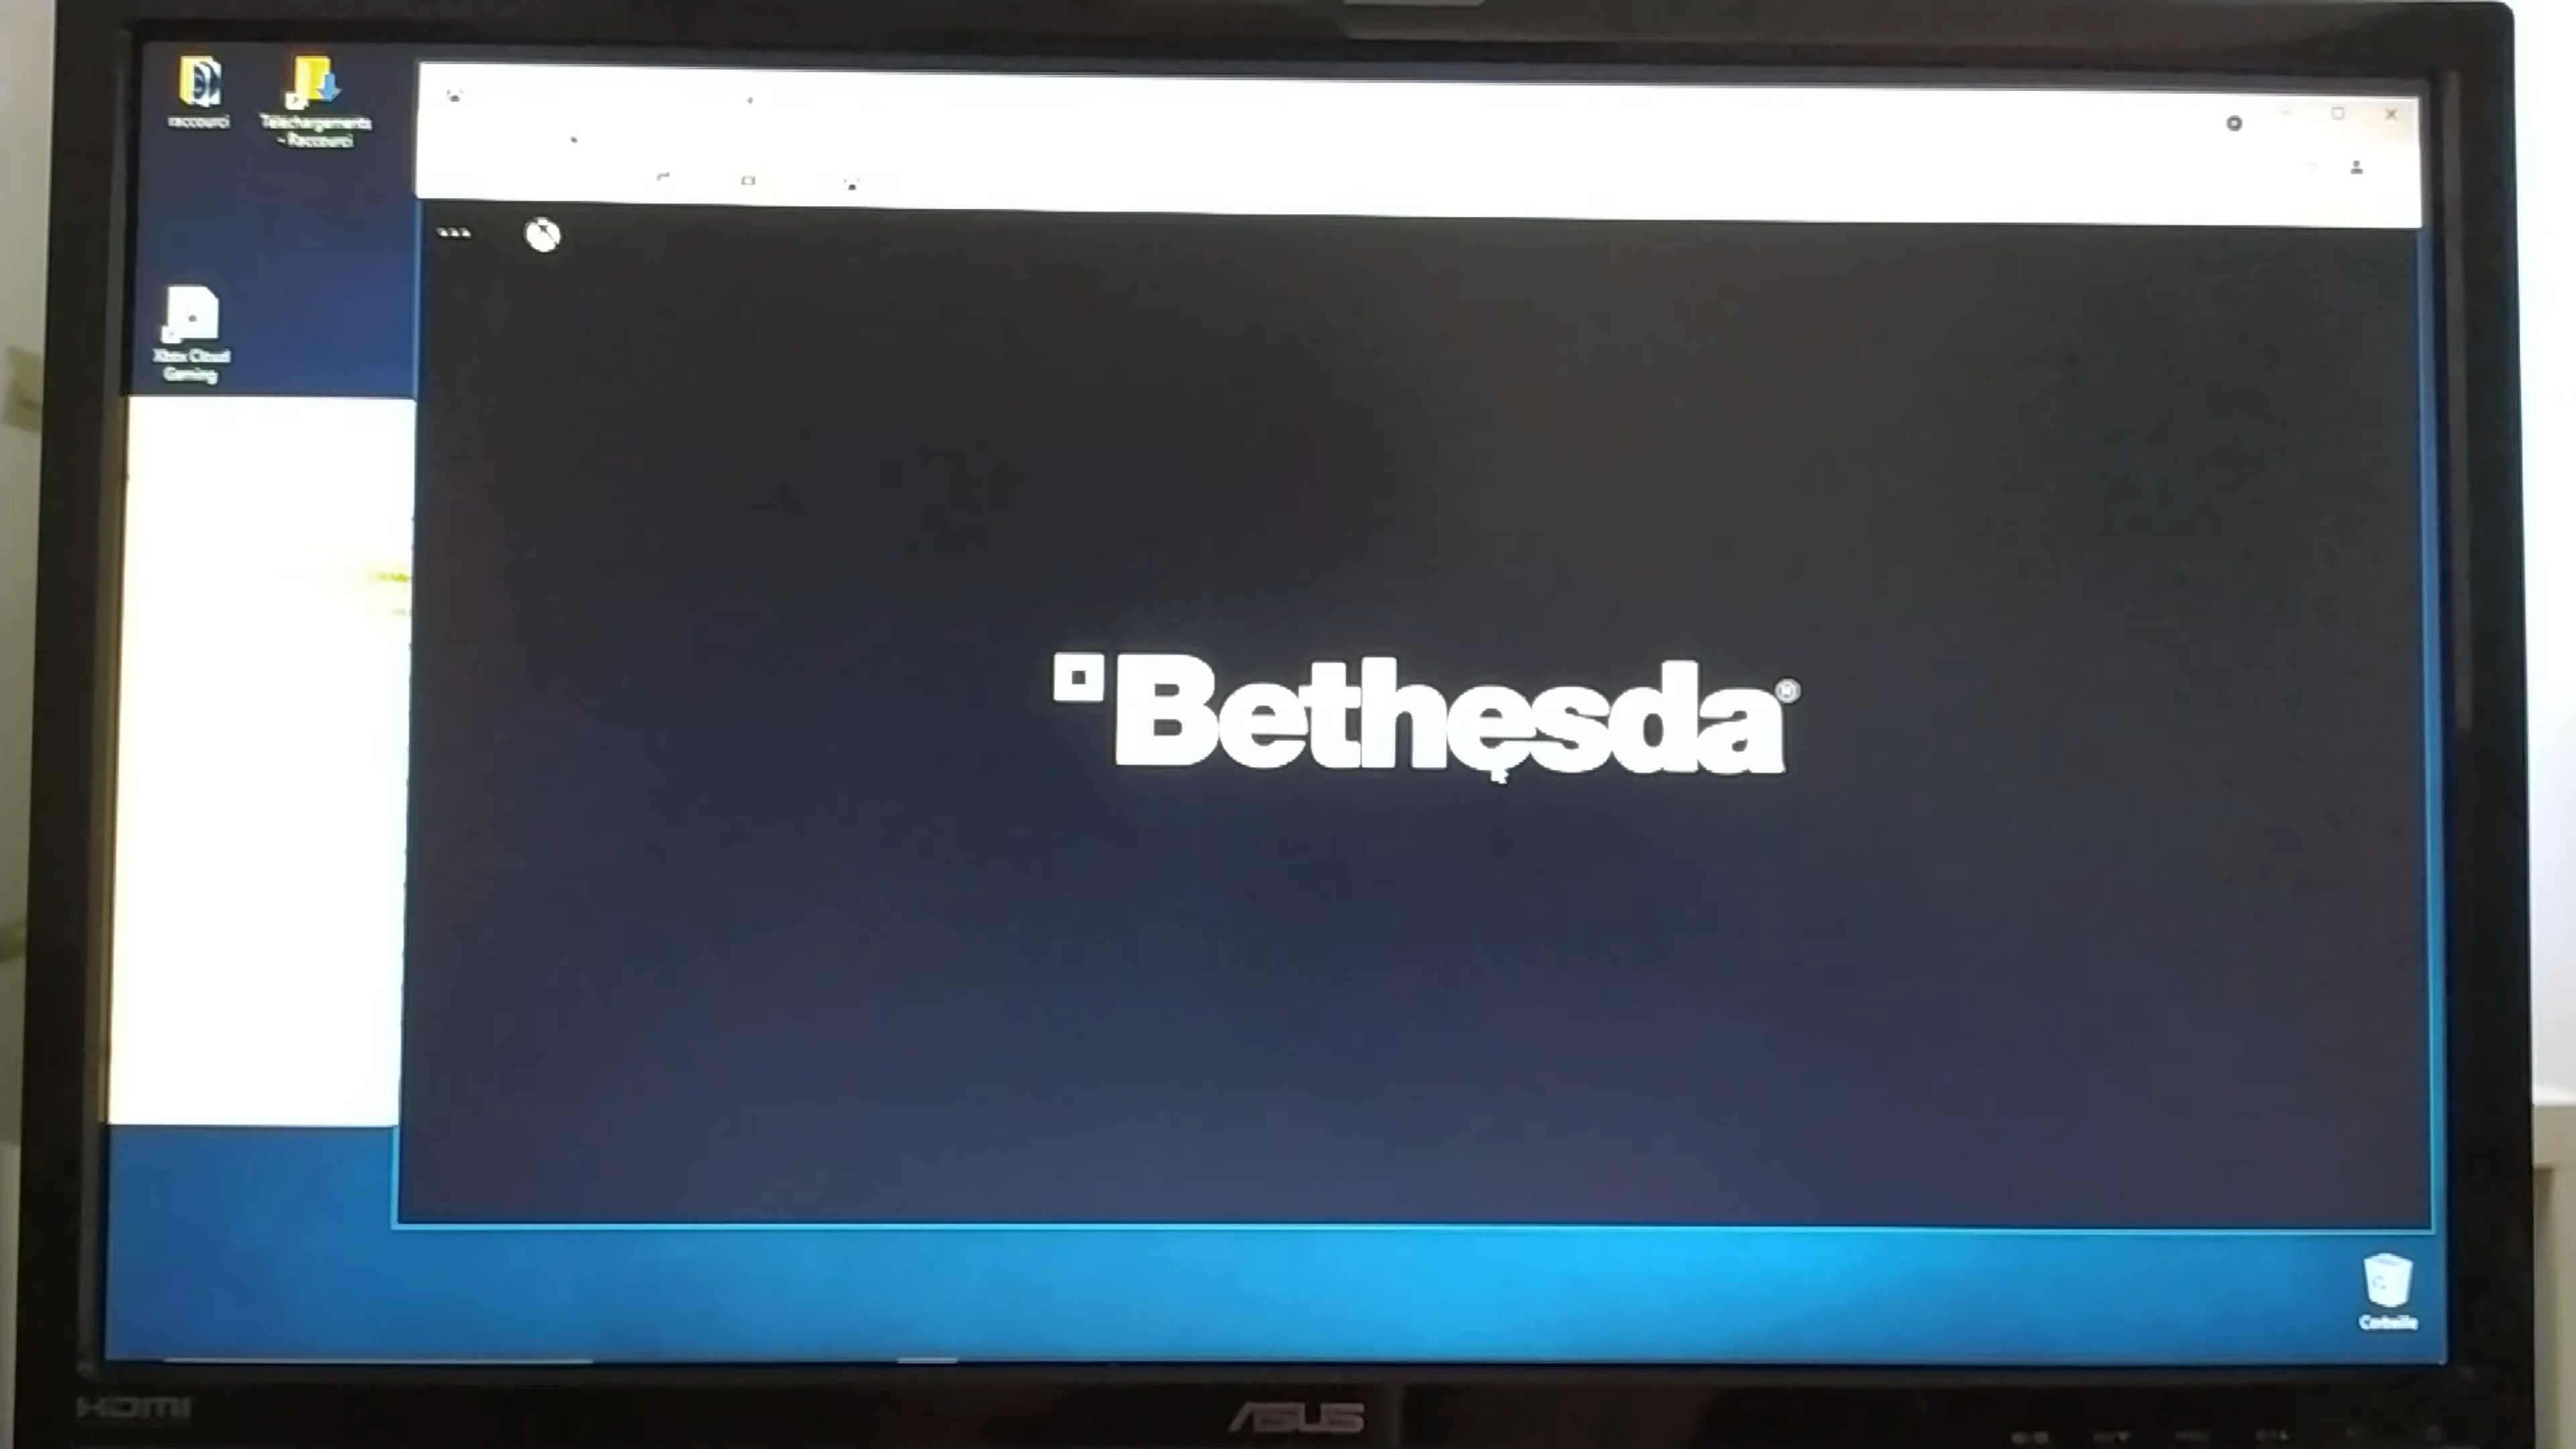 raccourci
Téléchargements
- Raccourci
Xbox Cloud
Gaming
Bethesda®
Corbeille
HDMI
ASUS